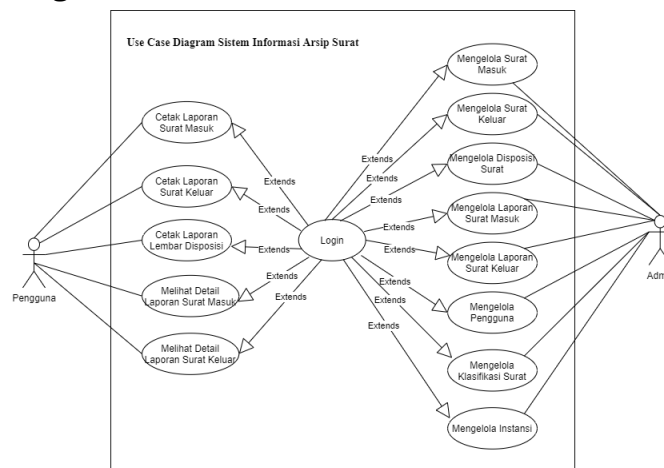 Use Case Diagram Sistem Informasi Arsip Surat
Cetak Laporan
Surat Masuk
Cetak Laporan
Surat Keluar
Cetak Laporan
Lembar Disposisi
Melihat Detail
Laporan Surat Masuk
Melihat Detail
Laporan Surat Keluar
Pengguna
Extends
Extends
Extends
Extends
Extends
Login
Extends
Extends
Extends
Extends
Extends
Extends
Extends
Extends
Mengelola Surat
Masuk
Mengelola Surat
Keluar
Mengelola Disposisi
Surat
Mengelola Laporan
Surat Masuk
Mengelola Laporan
Surat Keluar
Mengelola
Pengguna
Mengelola
Klasifikasi Surat
Mengelola Instansi